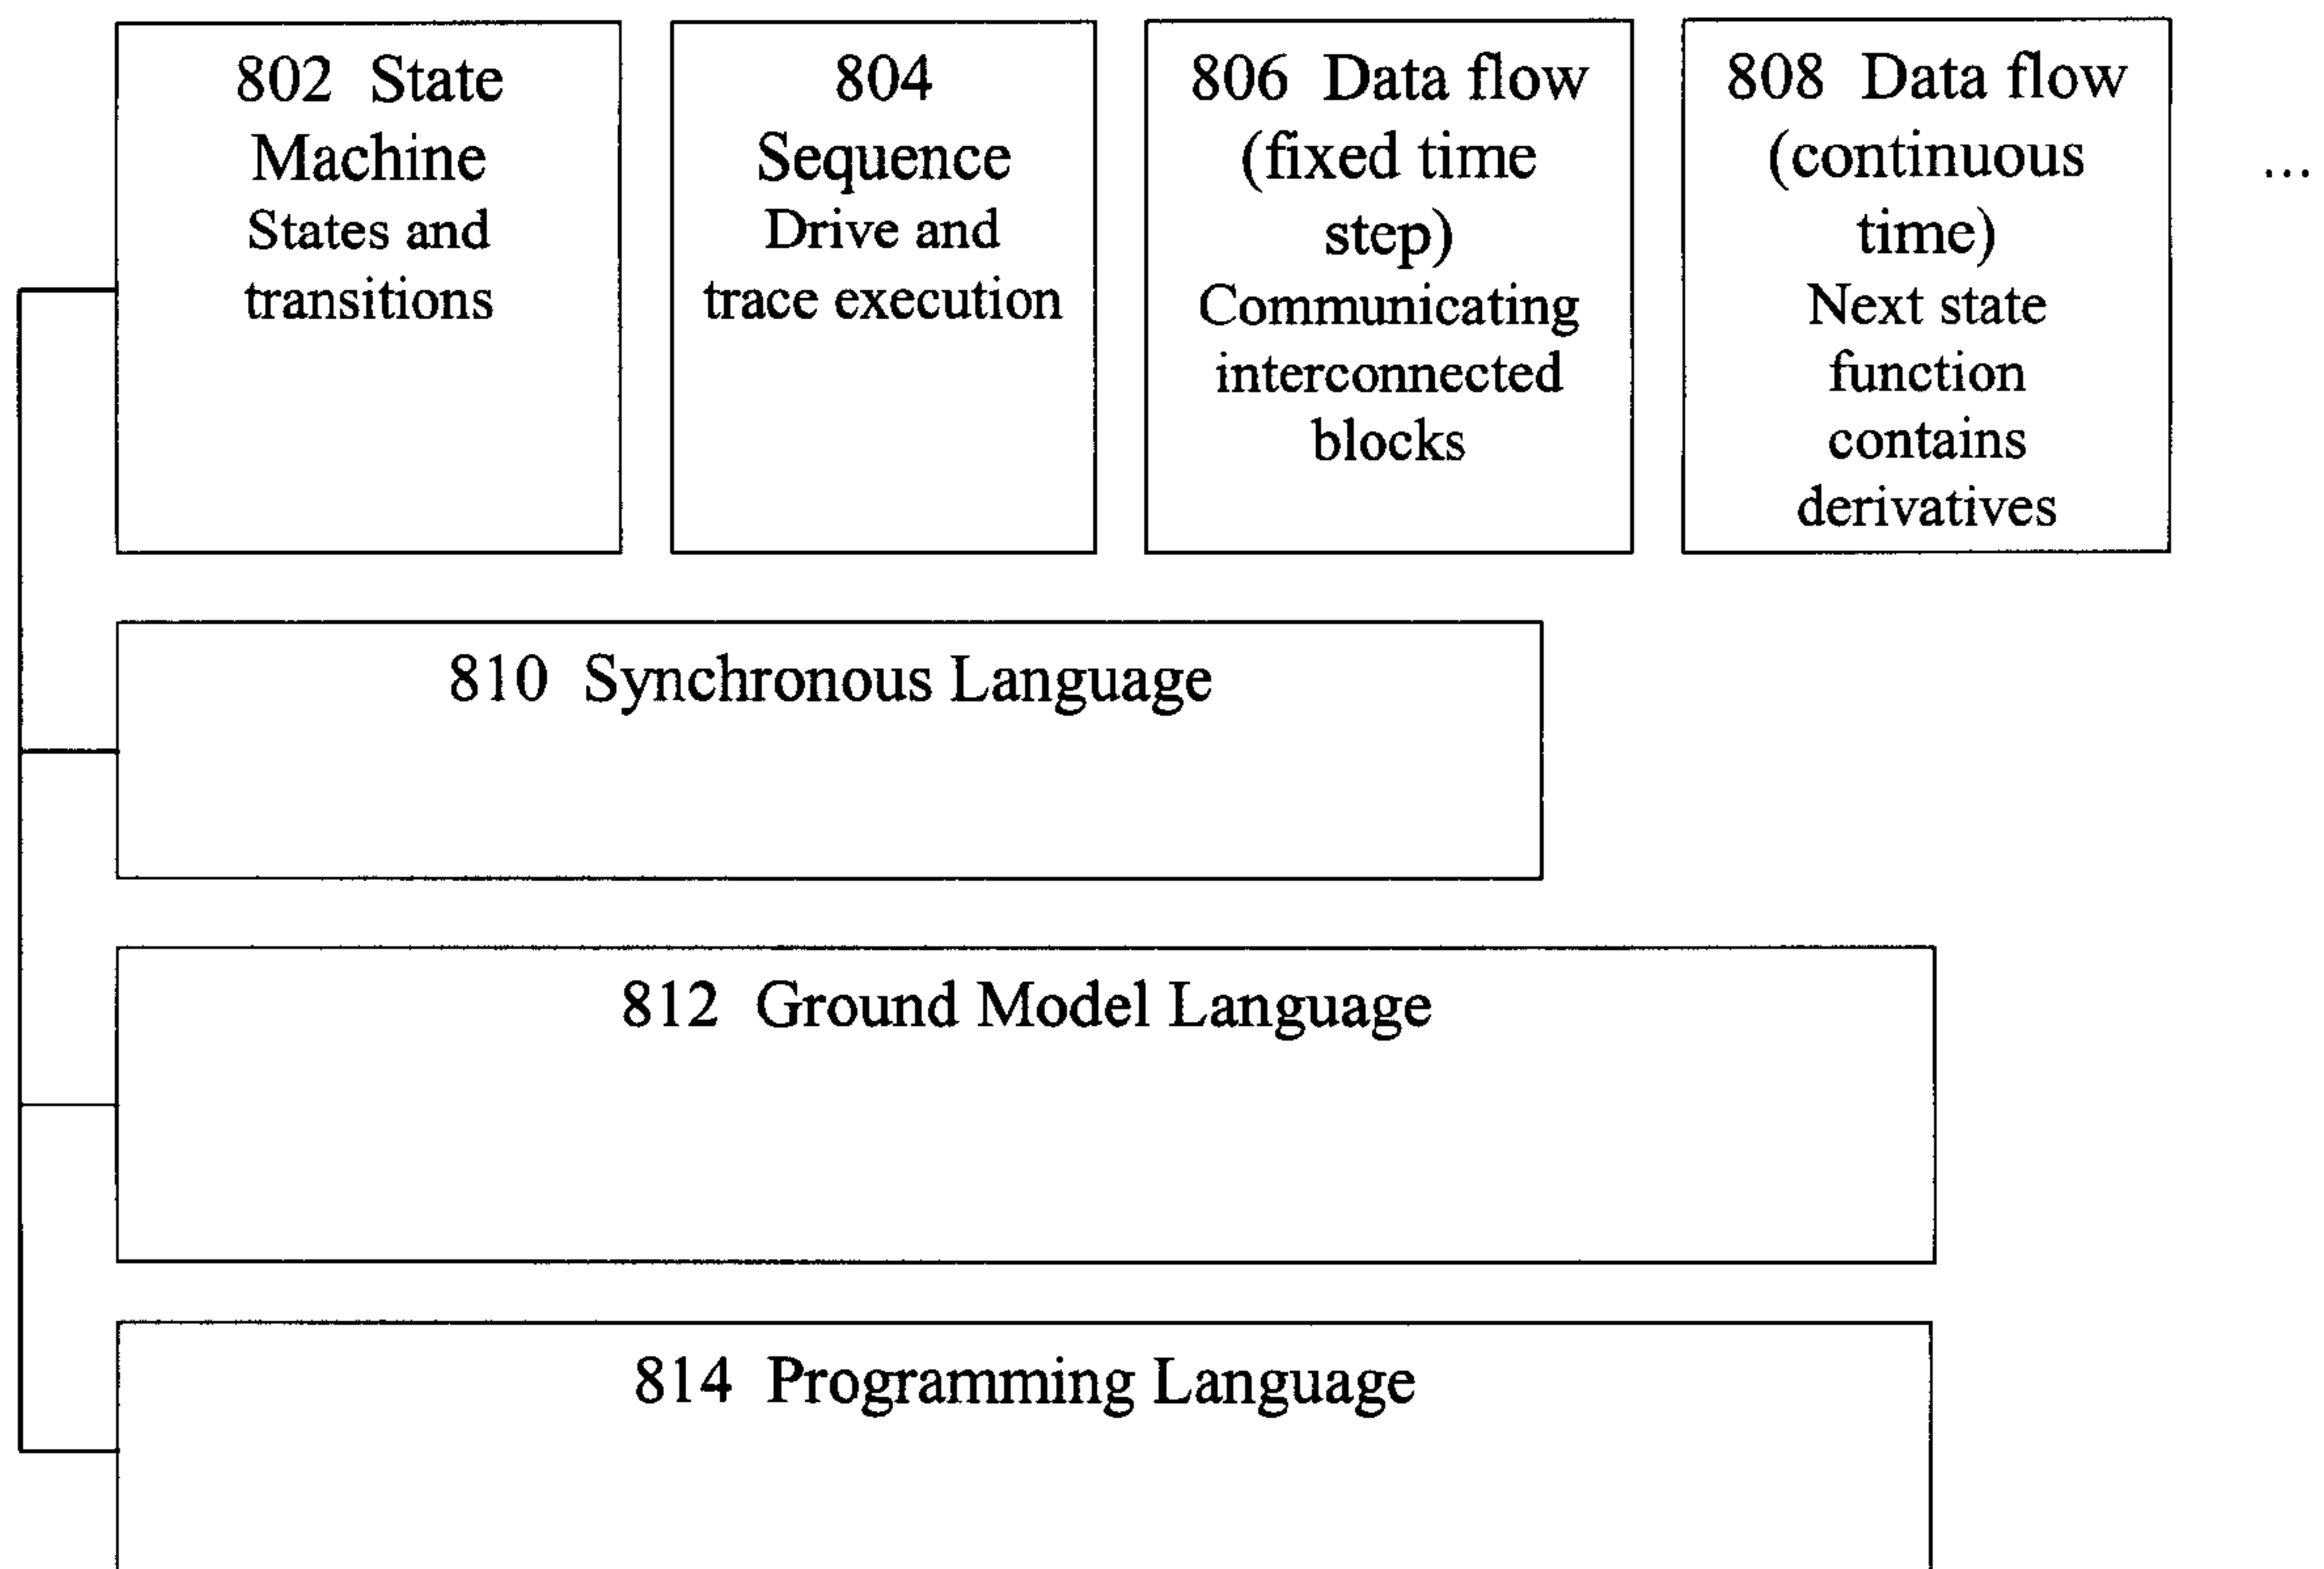 802 State
Machine
States and
transitions
804
Sequence
Drive and
trace execution
806 Data flow
(fixed time
step)
Communicating
interconnected
blocks
808 Data flow
(continuous
time)
Next state
function
contains
derivatives
...
810 Synchronous Language
812 Ground Model Language
814 Programming Language